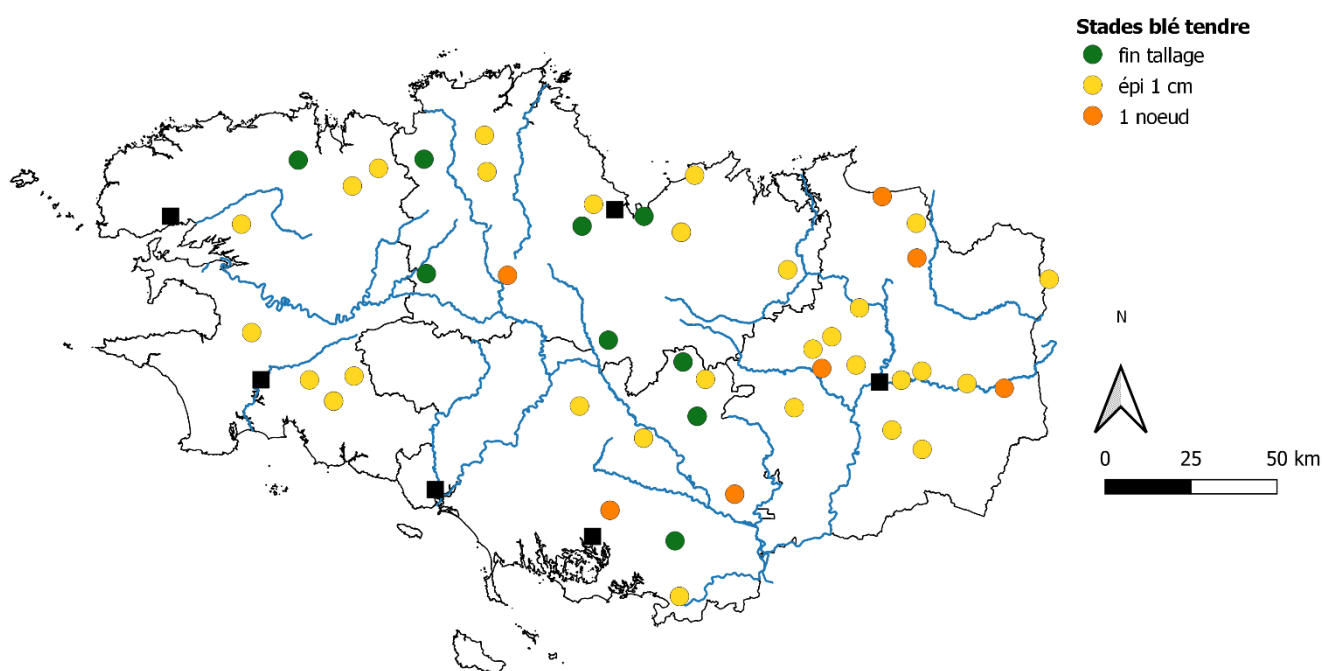 Stades blé tendre
fin tallage
épi 1 cm
1 noeud
N
0 25 50 km